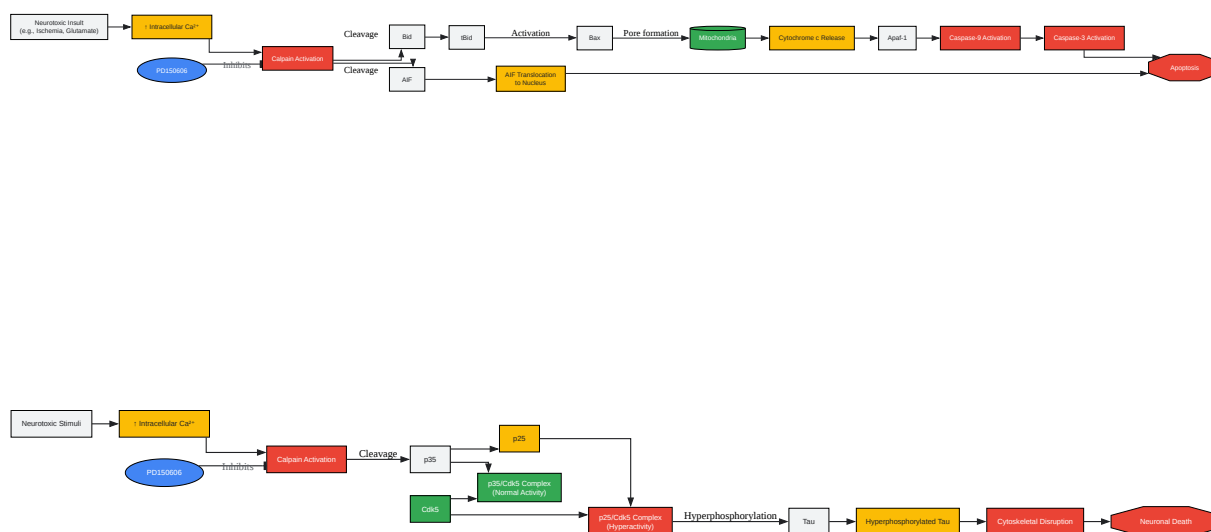 Neurotoxic Insult
(e.g., Ischemia, Glutamate)
↑ Intracellular Ca²⁺
PD150606
Inhibits
Calpain Activation
Cleavage
Cleavage
Bid
tBid
Activation
Bax
Pore formation
Mitochondria
Cytochrome c Release
Apaf-1
Caspase-9 Activation
Caspase-3 Activation
Apoptosis
AIF
AIF Translocation
to Nucleus
Neurotoxic Stimuli
↑ Intracellular Ca²⁺
PD150606
Inhibits
Calpain Activation
Cleavage
p35
p25
p35/Cdk5 Complex
(Normal Activity)
Cdk5
p25/Cdk5 Complex
(Hyperactivity)
Hyperphosphorylation
Tau
Hyperphosphorylated Tau
Cytoskeletal Disruption
Neuronal Death